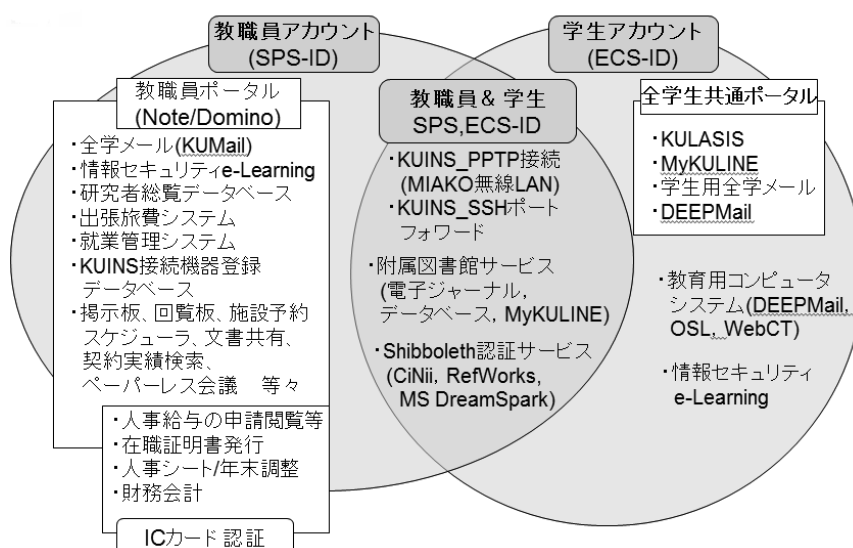 教職員アカウント
(SPS-ID)
学生アカウント
(ECS-ID)
教職員ポータル
(Note/Domino)
・全学メール(KUMail)
・情報セキュリティe-Learning
・研究者総覧データベース
・出張旅費システム
・就業管理システム
・KUINS接続機器登録
データベース
・掲示板、回覧板、施設予約
スケジューラ、文書共有、
契約実績検索、
ペーパーレス会議 等々
・人事給与の申請閲覧等
・在職証明書発行
・人事シート/年末調整
・財務会計
ICカード認証
教職員& 学生
SPS,ECS-ID
・KUINS_PPTP接続
(MIAKO無線LAN)
・KUINS_SSHポート
フォワード
・附属図書館サービス
(電子ジャーナル,
データベース, MyKULINE)
・Shibboleth認証サービス
(CiNii, RefWorks,
MS DreamSpark)
全学生共通ポータル
・KULASIS
・MyKULINE
・学生用全学メール
・DEEPMail
・教育用コンピュータ
システム(DEEPMail,
OSL, WebCT)
・情報セキュリティ
e-Learning